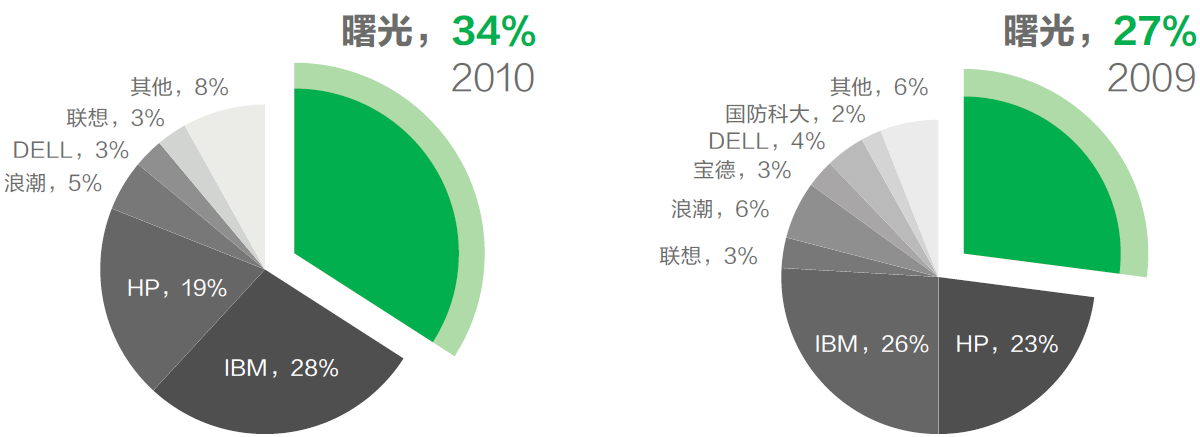 曙光，34%
2010
其他，8%
联想，3%
DELL，3%
浪潮，5%
HP，19%
IBM，28%
曙光，27%
2009
其他，6%
国防科大，2%
DELL，4%
宝德，3%
浪潮，6%
联想，3%
IBM，26%
HP，23%